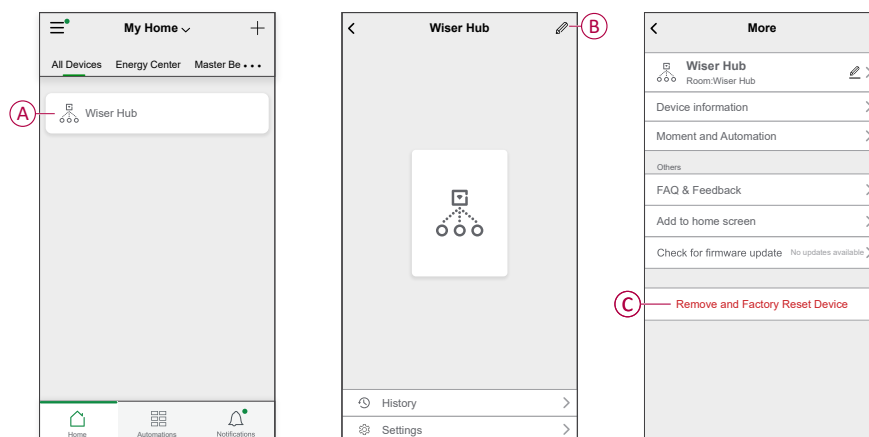 My Home
All Devices Energy Center Master Be •••
A
Wiser Hub
Home Automations Notifications
Wiser Hub
B
History
Settings
More
Wiser Hub
Room:Wiser Hub
Device information
Moment and Automation
Others
FAQ & Feedback
Add to home screen
Check for firmware update No updates available
C
Remove and Factory Reset Device